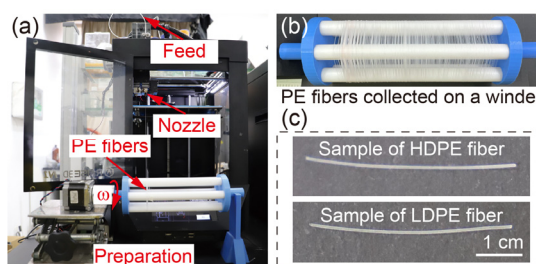 (a)
Feed
Nozzle
PE fibers
ω
Preparation
(b)
PE fibers collected on a winde
(c)
Sample of HDPE fiber
Sample of LDPE fiber
1 cm